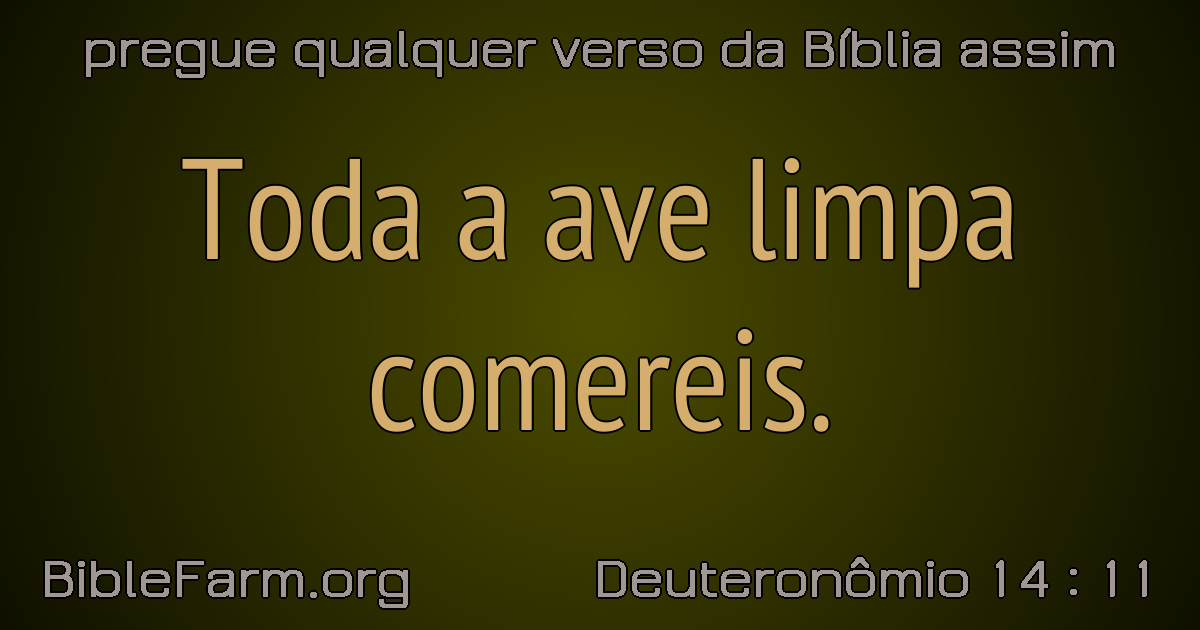 pregue qualquer verso da Bíblia assim
Toda a ave limpa
comereis.
BibleFarm.org
Deuteronômio 14 : 11